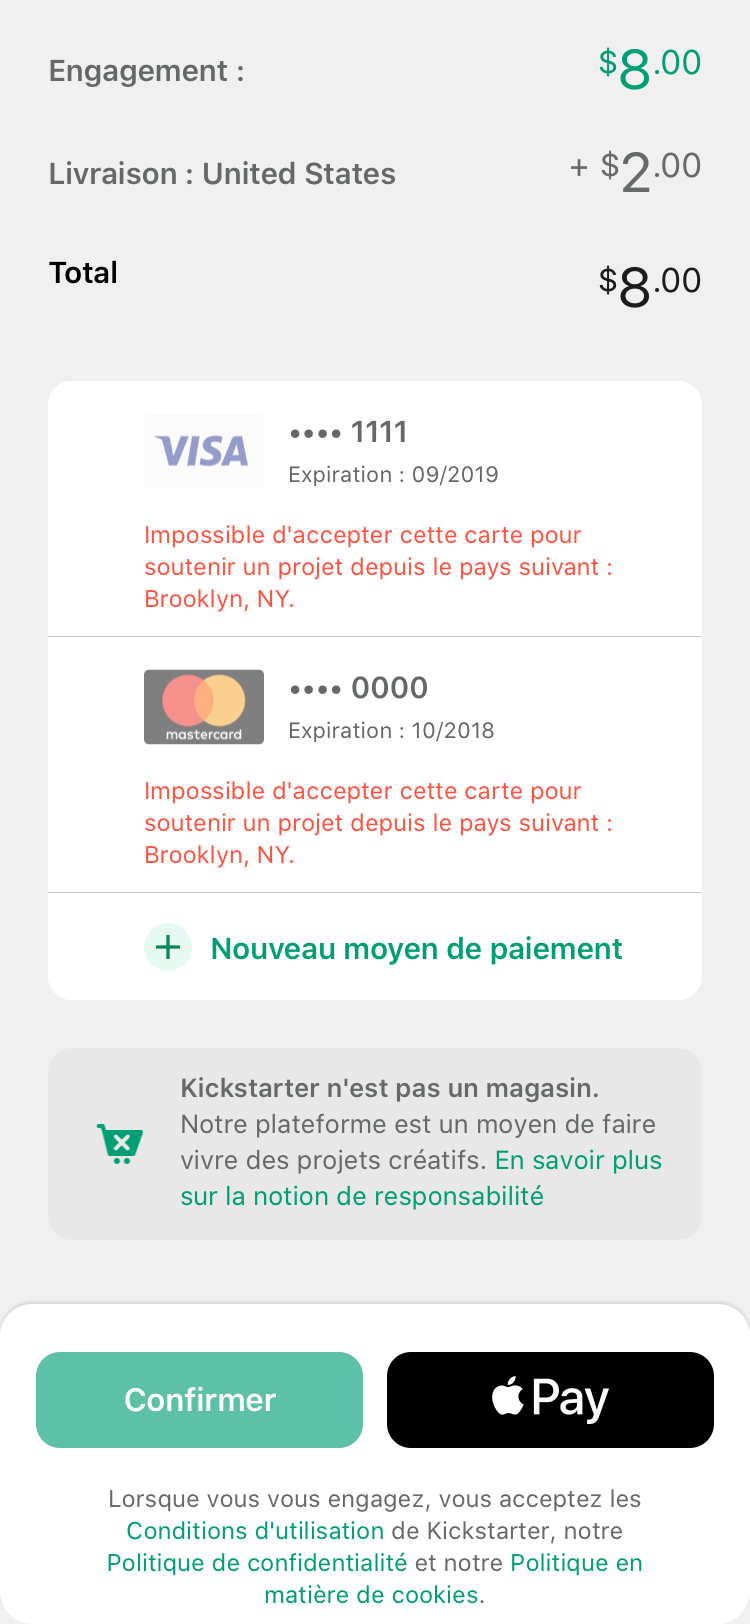 Engagement :
$8.00
Livraison : United States
+ $2.00
Total
$8.00
VISA
•••• 1111
Expiration : 09/2019
Impossible d'accepter cette carte pour
soutenir un projet depuis le pays suivant :
Brooklyn, NY.
mastercard
•••• 0000
Expiration : 10/2018
Impossible d'accepter cette carte pour
soutenir un projet depuis le pays suivant :
Brooklyn, NY.
+ Nouveau moyen de paiement
Kickstarter n'est pas un magasin.
Notre plateforme est un moyen de faire
vivre des projets créatifs. En savoir plus
sur la notion de responsabilité
Confirmer
Pay
Lorsque vous vous engagez, vous acceptez les
Conditions d'utilisation de Kickstarter, notre
Politique de confidentialité et notre Politique en
matière de cookies.